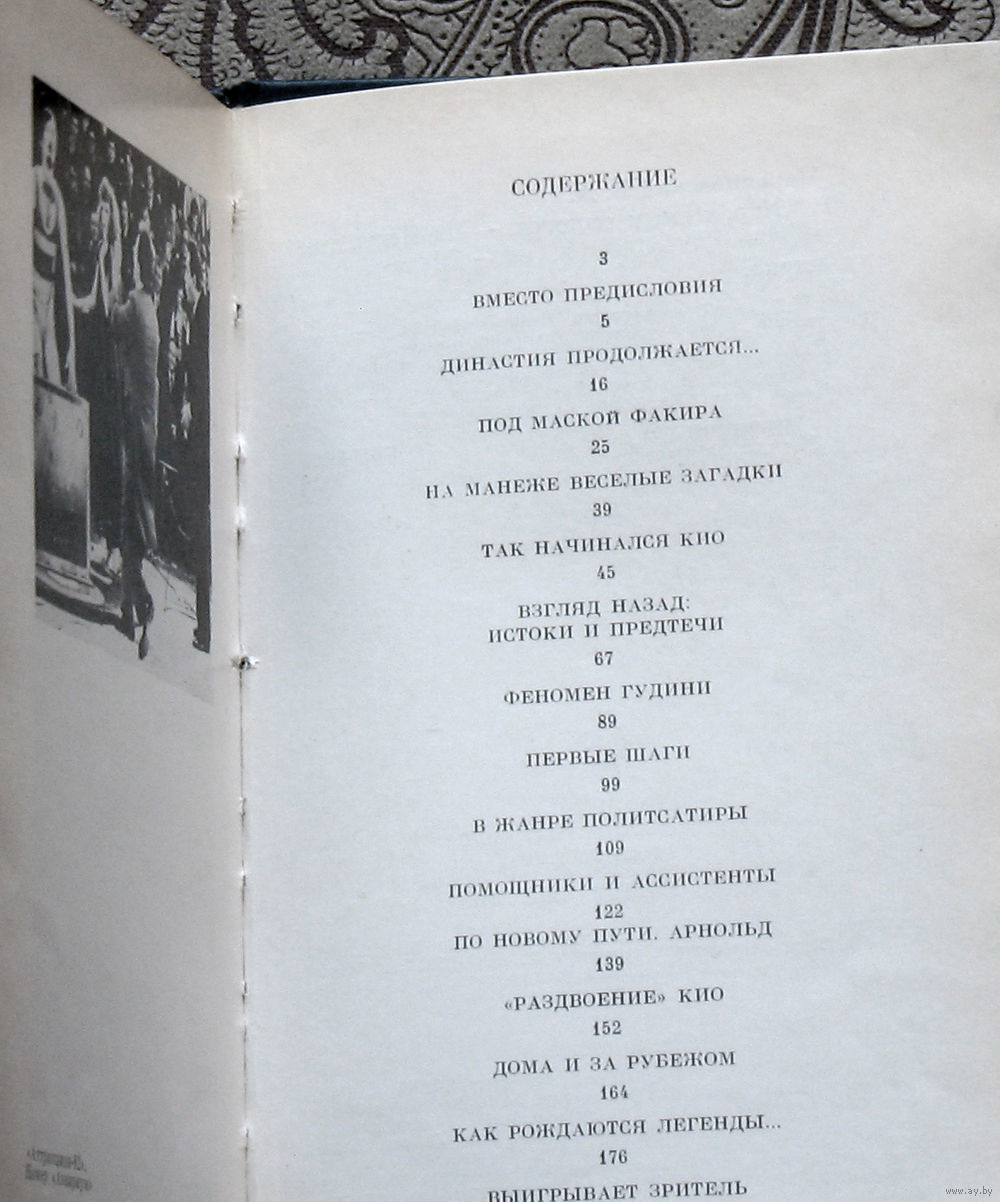 СОДЕРЖАНИЕ
3
ВМЕСТО ПРЕДИСЛОВИЯ
5
ДИНАСТИЯ ПРОДОЛЖАЕТСЯ...
16
ПОД МАСКОЙ ФАКИРА
25
НА МАНЕЖЕ ВЕСЕЛЫЕ ЗАГАДКИ
39
ТАК НАЧИНАЛСЯ КИО
45
ВЗГЛЯД НАЗАД:
ИСТОКИ И ПРЕДТЕЧИ
67
ФЕНОМЕН ГУДИНИ
89
ПЕРВЫЕ ШАГИ
99
В ЖАНРЕ ПОЛИТСАТИРЫ
109
ПОМОЩНИКИ И АССИСТЕНТЫ
122
ПО НОВОМУ ПУТИ. АРНОЛЬД
139
«РАЗДВОЕНИЕ» КИО
152
ДОМА И ЗА РУБЕЖОМ
164
КАК РОЖДАЮТСЯ ЛЕГЕНДЫ...
176
ВЫИГРЫВАЕТ ЗРИТЕЛЬ
www.ay.by